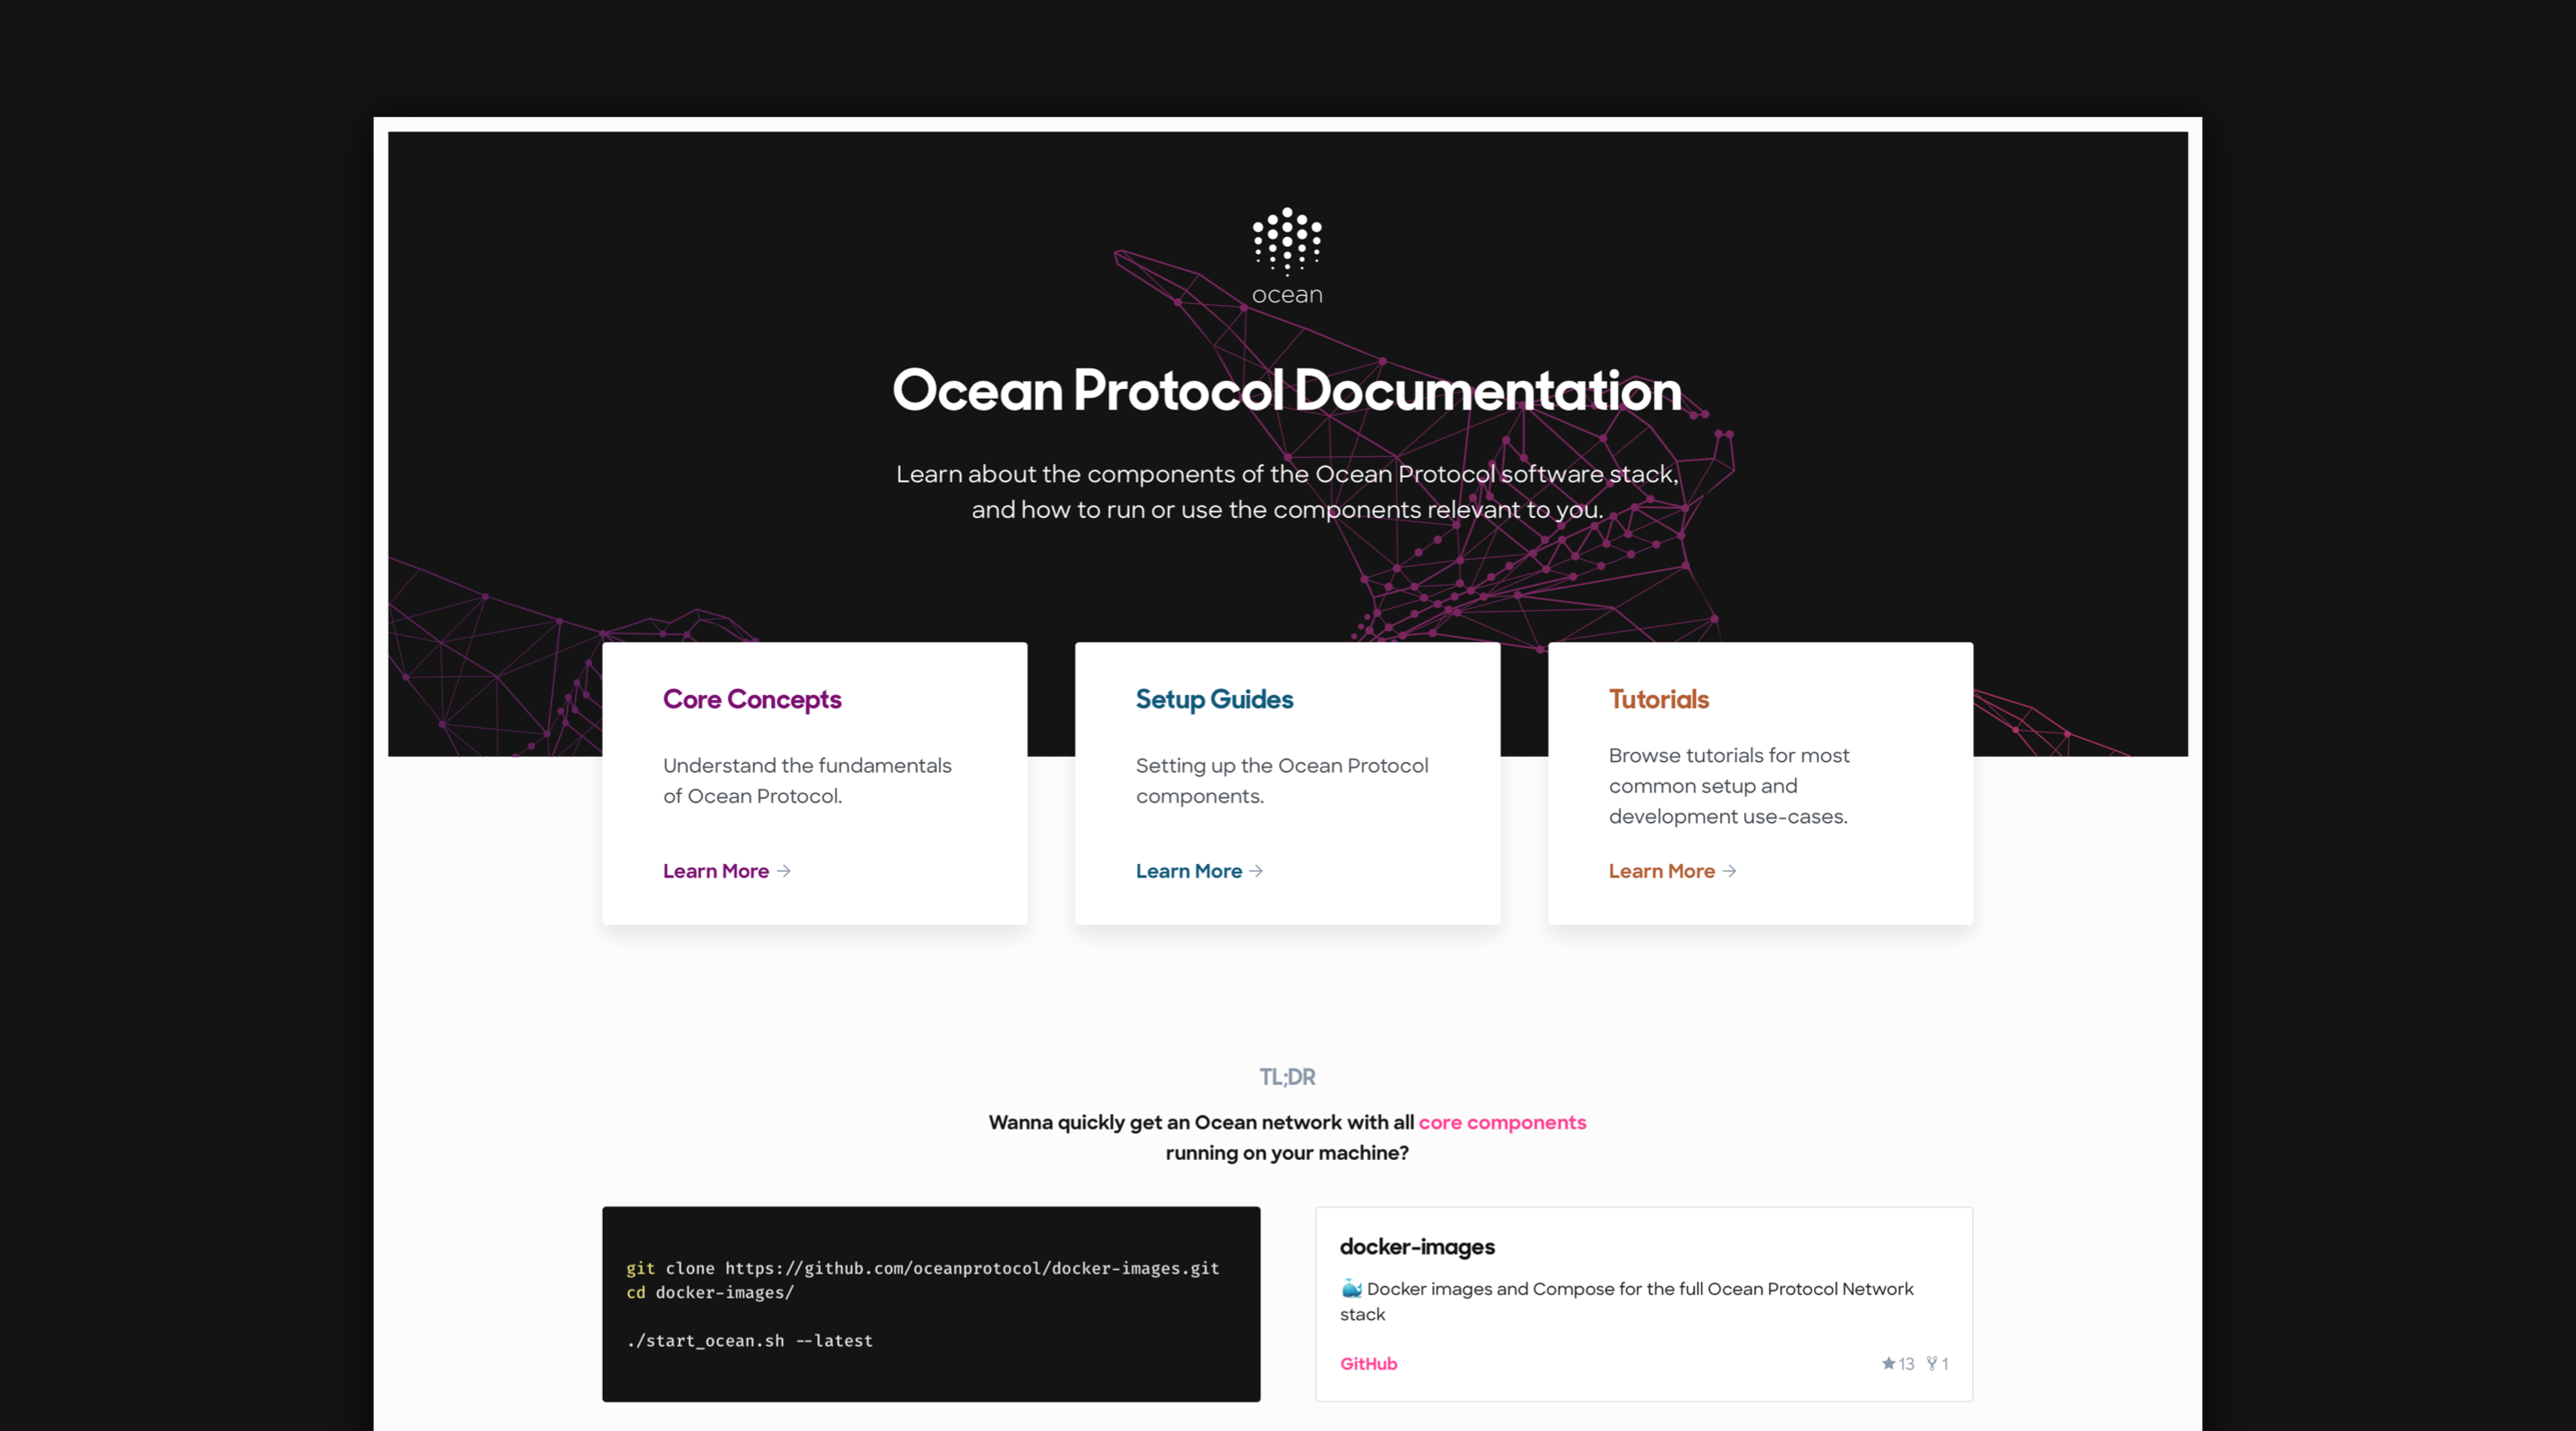 ocean
Ocean Protocol Documentation
Learn about the components of the Ocean Protocol software stack,
and how to run or use the components relevant to you.
Core Concepts
Understand the fundamentals
of Ocean Protocol.
Learn More →
Setup Guides
Setting up the Ocean Protocol
components.
Learn More →
Tutorials
Browse tutorials for most
common setup and
development use-cases.
Learn More →
TL;DR
Wanna quickly get an Ocean network with all core components
running on your machine?
git clone https://github.com/oceanprotocol/docker-images.git
cd docker-images/
./start_ocean.sh --latest
docker-images
🐳 Docker images and Compose for the full Ocean Protocol Network
stack
GitHub
★13 1